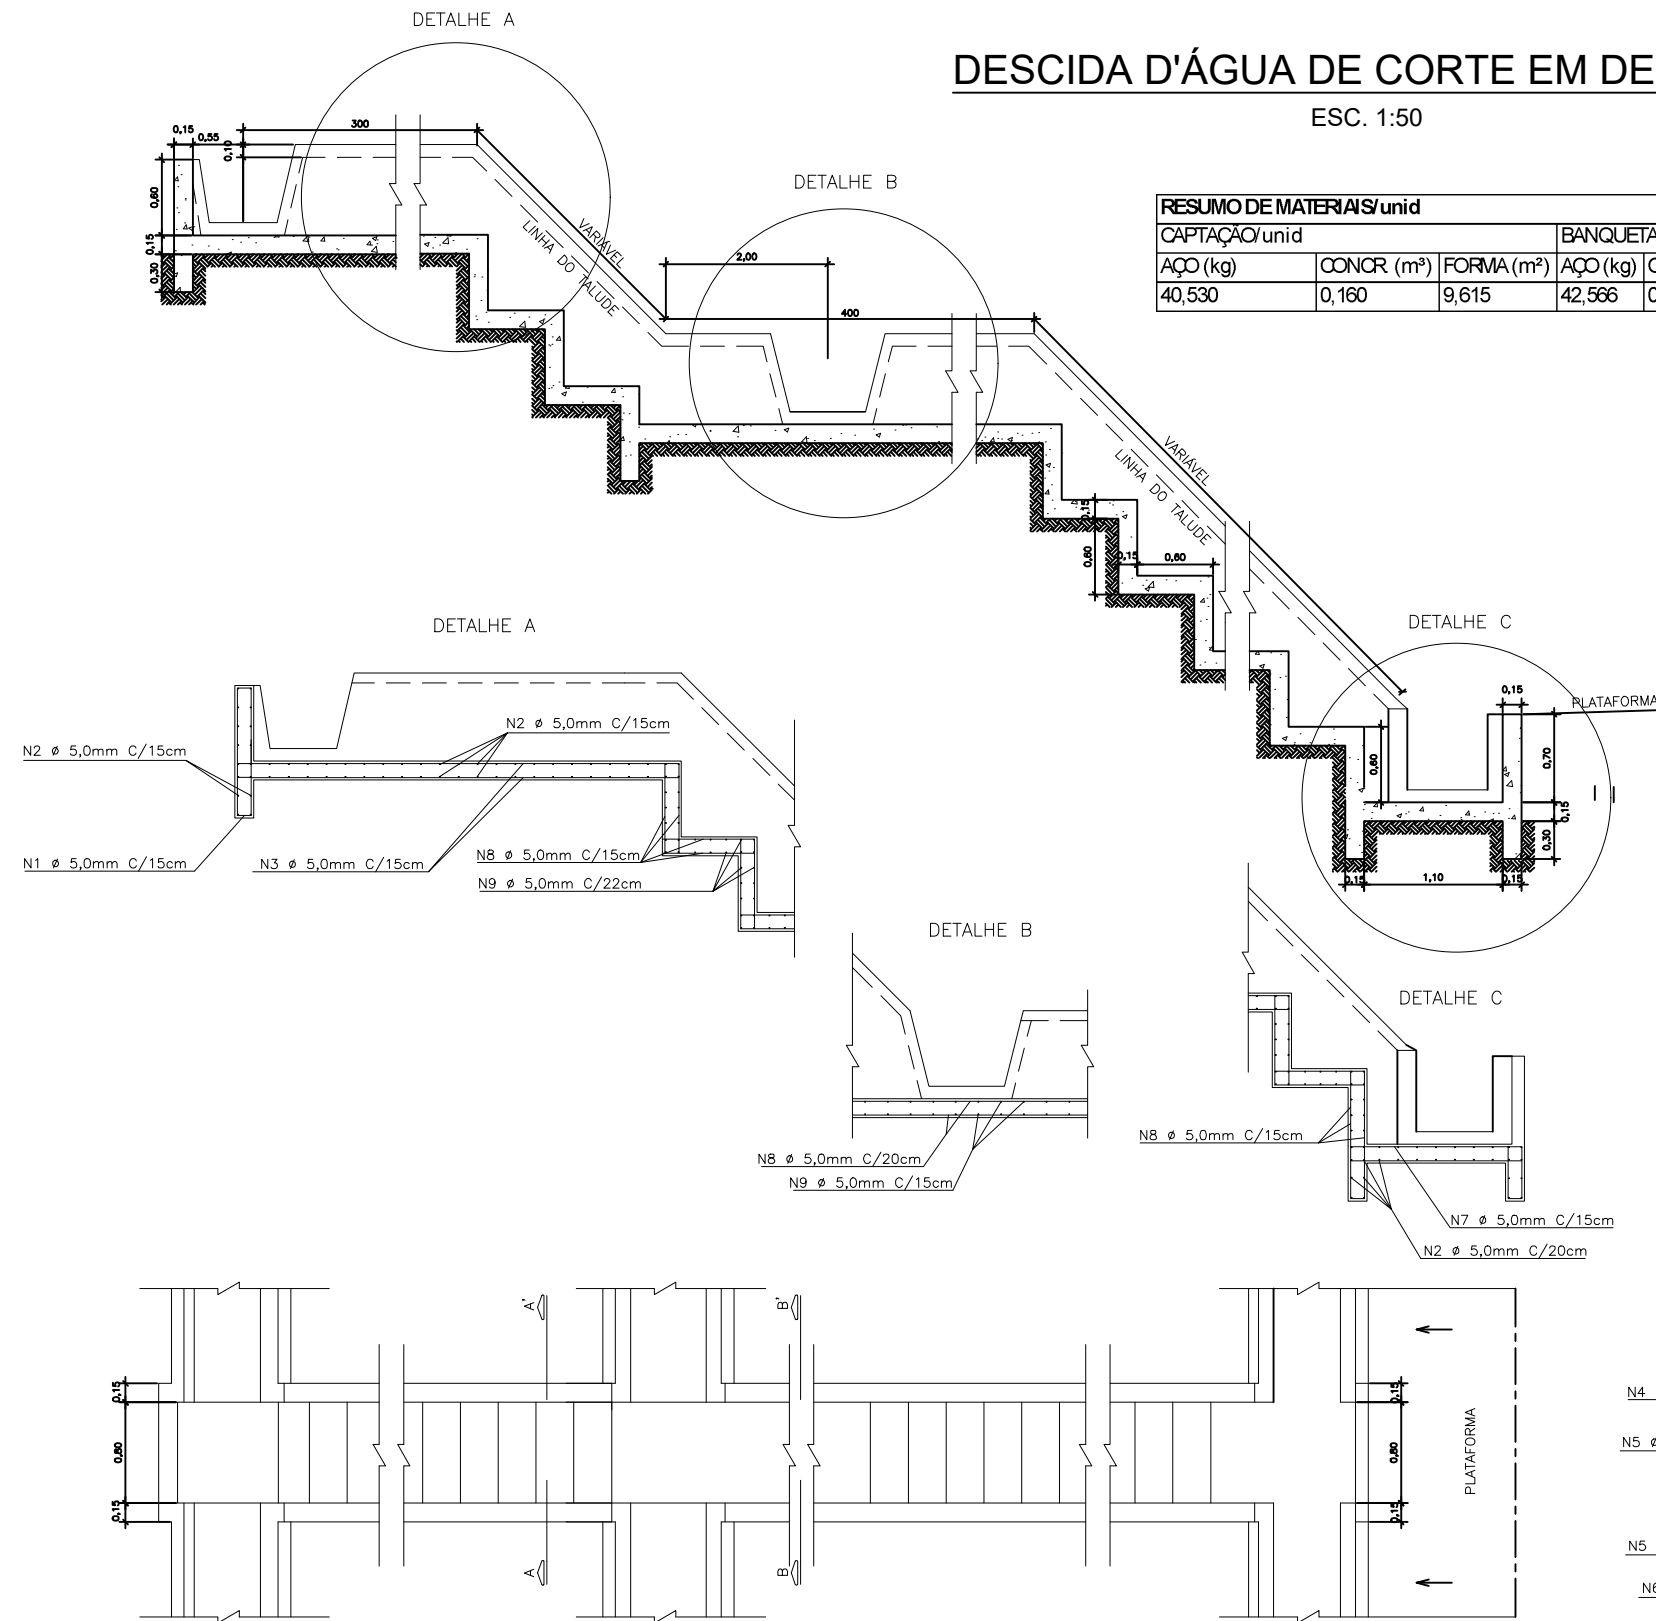 DETALHE A
DESCIDA D'ÁGUA DE CORTE EM DE
ESC. 1:50
0,15
0,55
0,10
300
0,60
0,15
0,30
VARIÁVEL
LINHA DO TALUDE
DETALHE B
2,00
400
RESUMO DE MATERIAIS/unid
CAPTAÇÃO/unid BANQUETA
AÇO (kg) CONCR. (m³) FORMA (m²) AÇO (kg)
40,530 0,160 9,615 42,566 0
VARIÁVEL
LINHA DO TALUDE
0,15
0,60
0,15
0,60
DETALHE C
0,15
PLATAFORMA
0,60
0,70
0,15
0,30
0,15
1,10
0,15
DETALHE A
N2 ø 5,0mm C/15cm
N2 ø 5,0mm C/15cm
N1 ø 5,0mm C/15cm
N3 ø 5,0mm C/15cm
N8 ø 5,0mm C/15cm
N9 ø 5,0mm C/22cm
DETALHE B
N8 ø 5,0mm C/20cm
N9 ø 5,0mm C/15cm
DETALHE C
N8 ø 5,0mm C/15cm
N7 ø 5,0mm C/15cm
N2 ø 5,0mm C/20cm
A'
B'
0,15
0,80
0,15
0,15
0,80
0,15
PLATAFORMA
A
B
N4
N5 ø
N5
N6